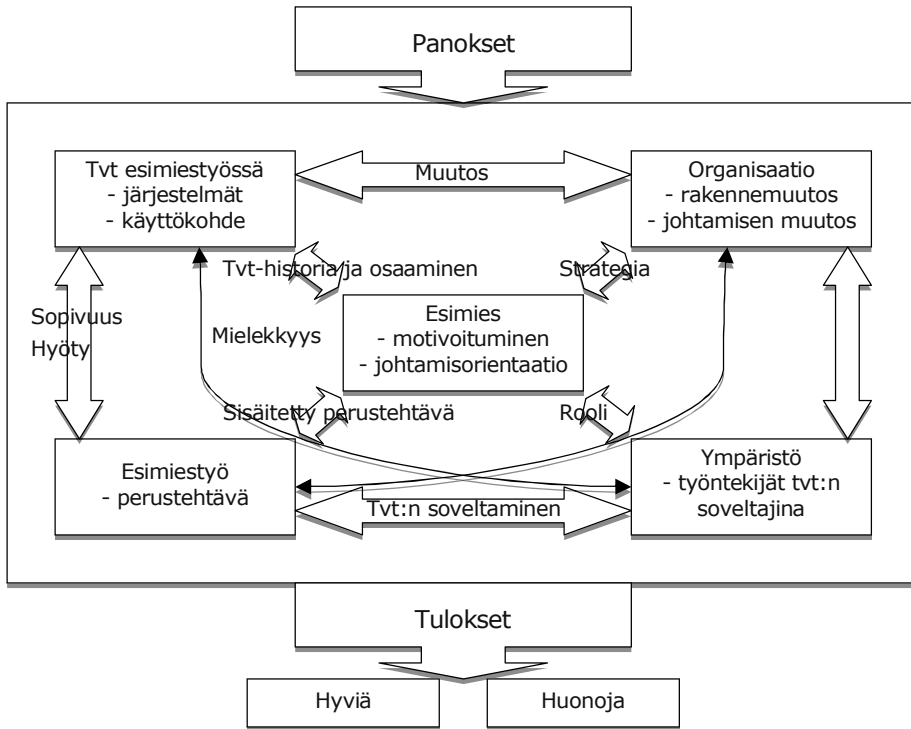 Panokset
Tvt esimiestyössä
- järjestelmät
- käyttökohde
Muutos
Organisaatio
- rakennemuutos
- johtamisen muutos
Tvt-historia ja osaaminen
Strategia
Sopivuus
Hyöty
Mielekkyys
Esimies
- motivoituminen
- johtamisorientaatio
Sisäitetty perustehtävä
Rooli
Esimiestyö
- perustehtävä
Tvt:n soveltaminen
Ympäristö
- työntekijät tvt:n
soveltajina
Tulokset
Hyviä
Huonoja